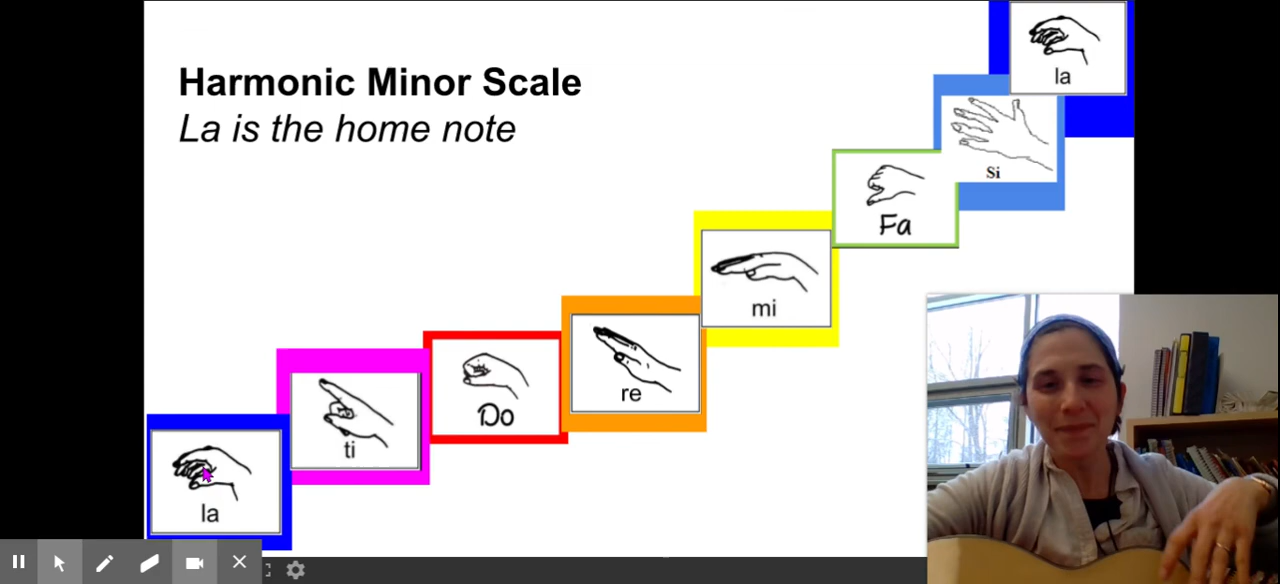 Harmonic Minor Scale
La is the home note
la
ti
Do
re
mi
Fa
Si
la